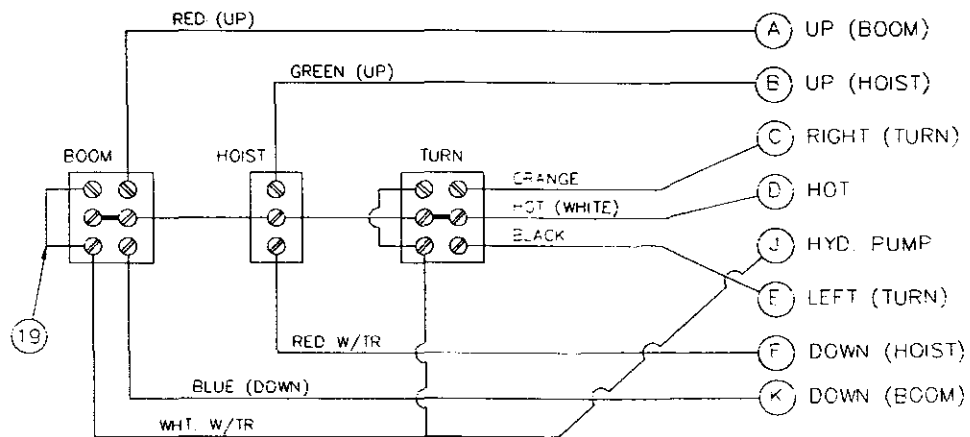 RED (UP)
A UP (BOOM)
GREEN (UP)
B UP (HOIST)
BOOM
HOIST
TURN
C RIGHT (TURN)
ORANGE
D HOT
HOT (WHITE)
BLACK
J HYD. PUMP
E LEFT (TURN)
19
RED W/TR
F DOWN (HOIST)
BLUE (DOWN)
K DOWN (BOOM)
WHT. W/TR